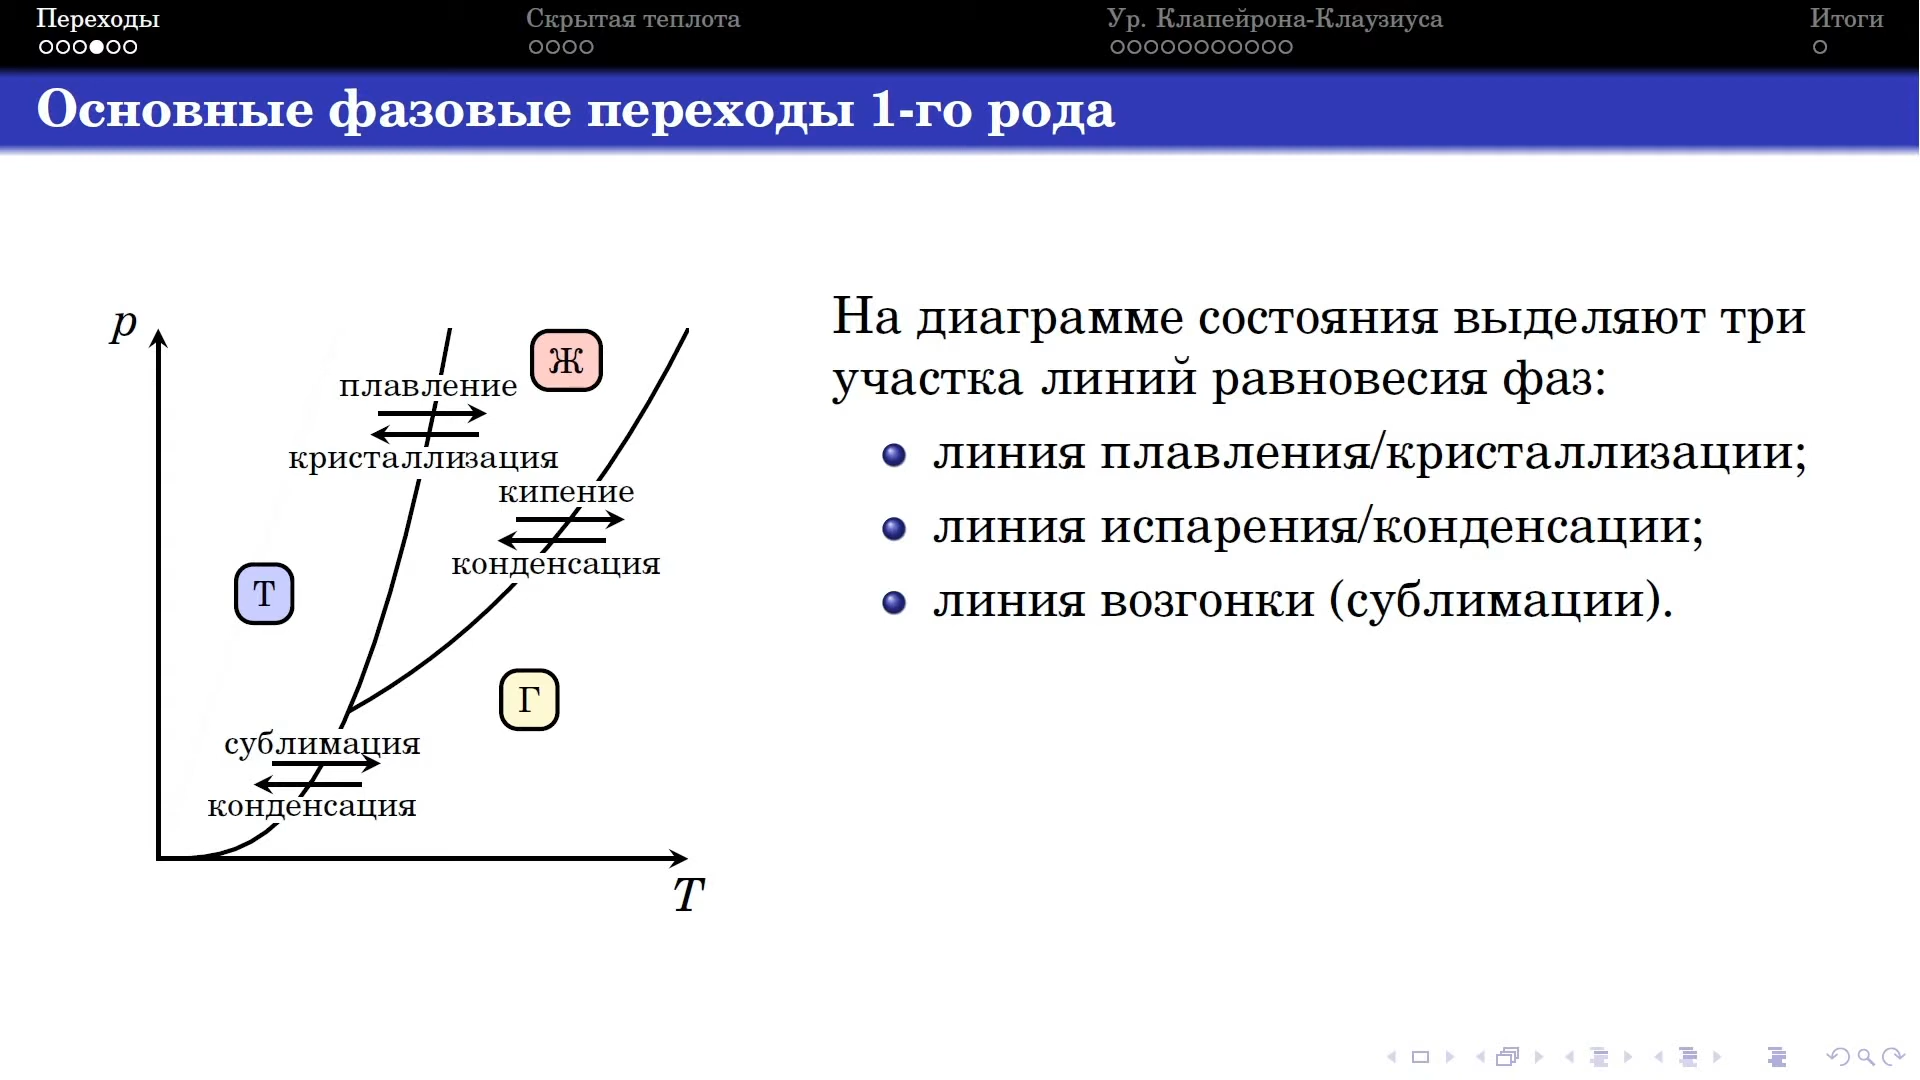 Переходы
Скрытая теплота
Ур. Клапейрона-Клаузиуса
Итоги
Основные фазовые переходы 1-го рода
p
плавление
Ж
кристаллизация
кипение
конденсация
Т
Г
сублимация
конденсация
T
На диаграмме состояния выделяют три
участка линий равновесия фаз:
линия плавления/кристаллизации;
линия испарения/конденсации;
линия возгонки (сублимации).